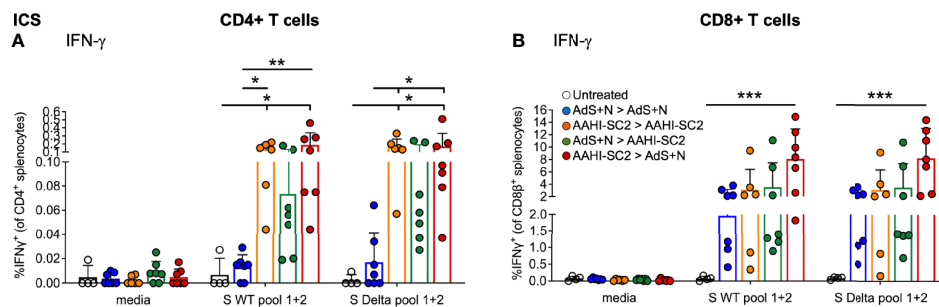 ICS
CD4+ T cells
CD8+ T cells
A
IFN-γ
B
IFN-γ
**
*
*
*
*
***
***
Untreated
AdS+N > AdS+N
AAHI-SC2 > AAHI-SC2
AdS+N > AAHI-SC2
AAHI-SC2 > AdS+N
%IFNγ⁺ (of CD4⁺ splenocytes)
0.6
0.5
0.4
0.3
0.2
0.1
0.10
0.08
0.06
0.04
0.02
0.00
media
S WT pool 1+2
S Delta pool 1+2
%IFNγ⁺ (of CD8β⁺ splenocytes)
16
14
12
10
8
6
4
2
2.0
1.5
1.0
0.5
0.0
media
S WT pool 1+2
S Delta pool 1+2